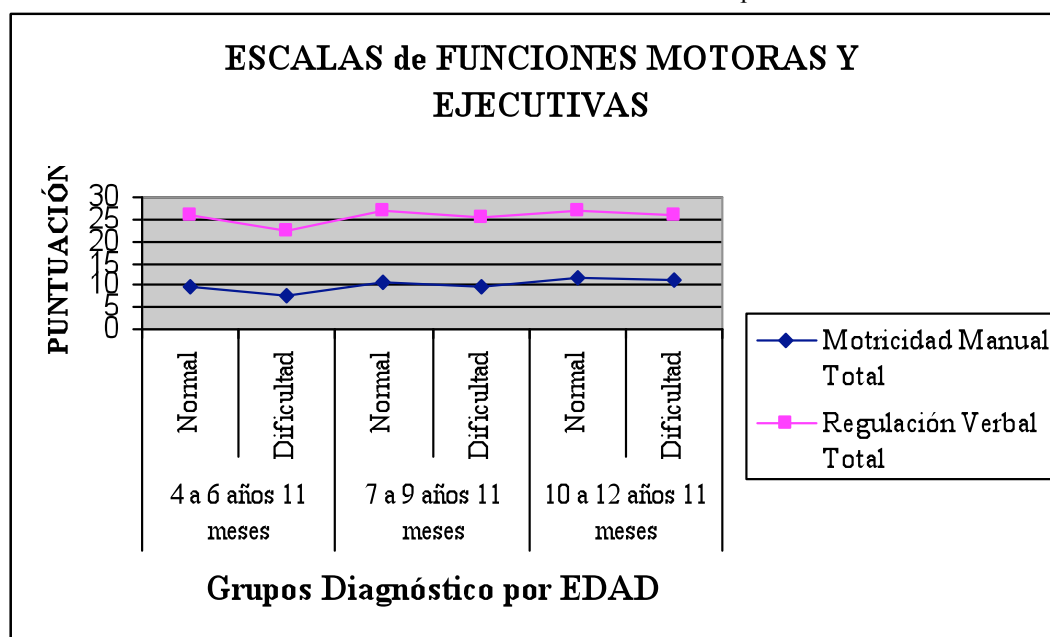 ESCALAS de FUNCIONES MOTORAS Y
EJECUTIVAS
PUNTUACIÓN
30
25
20
15
10
5
0
Normal
Dificultad
Normal
Dificultad
Normal
Dificultad
4 a 6 años 11
meses
7 a 9 años 11
meses
10 a 12 años 11
meses
Grupos Diagnóstico por EDAD
Motricidad Manual
Total
Regulación Verbal
Total